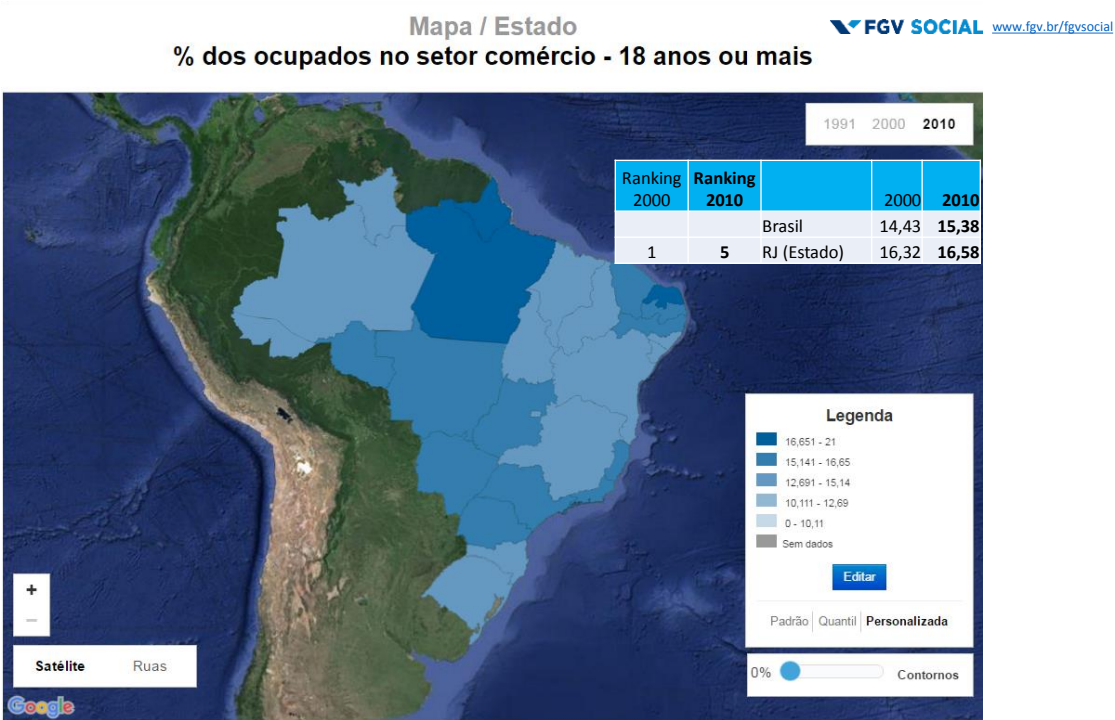 Mapa / Estado
FGV SOCIAL www.fgv.br/fgvsocial
% dos ocupados no setor comércio - 18 anos ou mais
1991 2000 2010
Ranking 2000 Ranking 2010 2000 2010
Brasil 14,43 15,38
1 5 RJ (Estado) 16,32 16,58
Legenda
16,651 - 21
15,141 - 16,65
12,691 - 15,14
10,111 - 12,69
0 - 10,11
Sem dados
Editar
Padrão Quantil Personalizada
+
−
Satélite Ruas
0% Contornos
Google